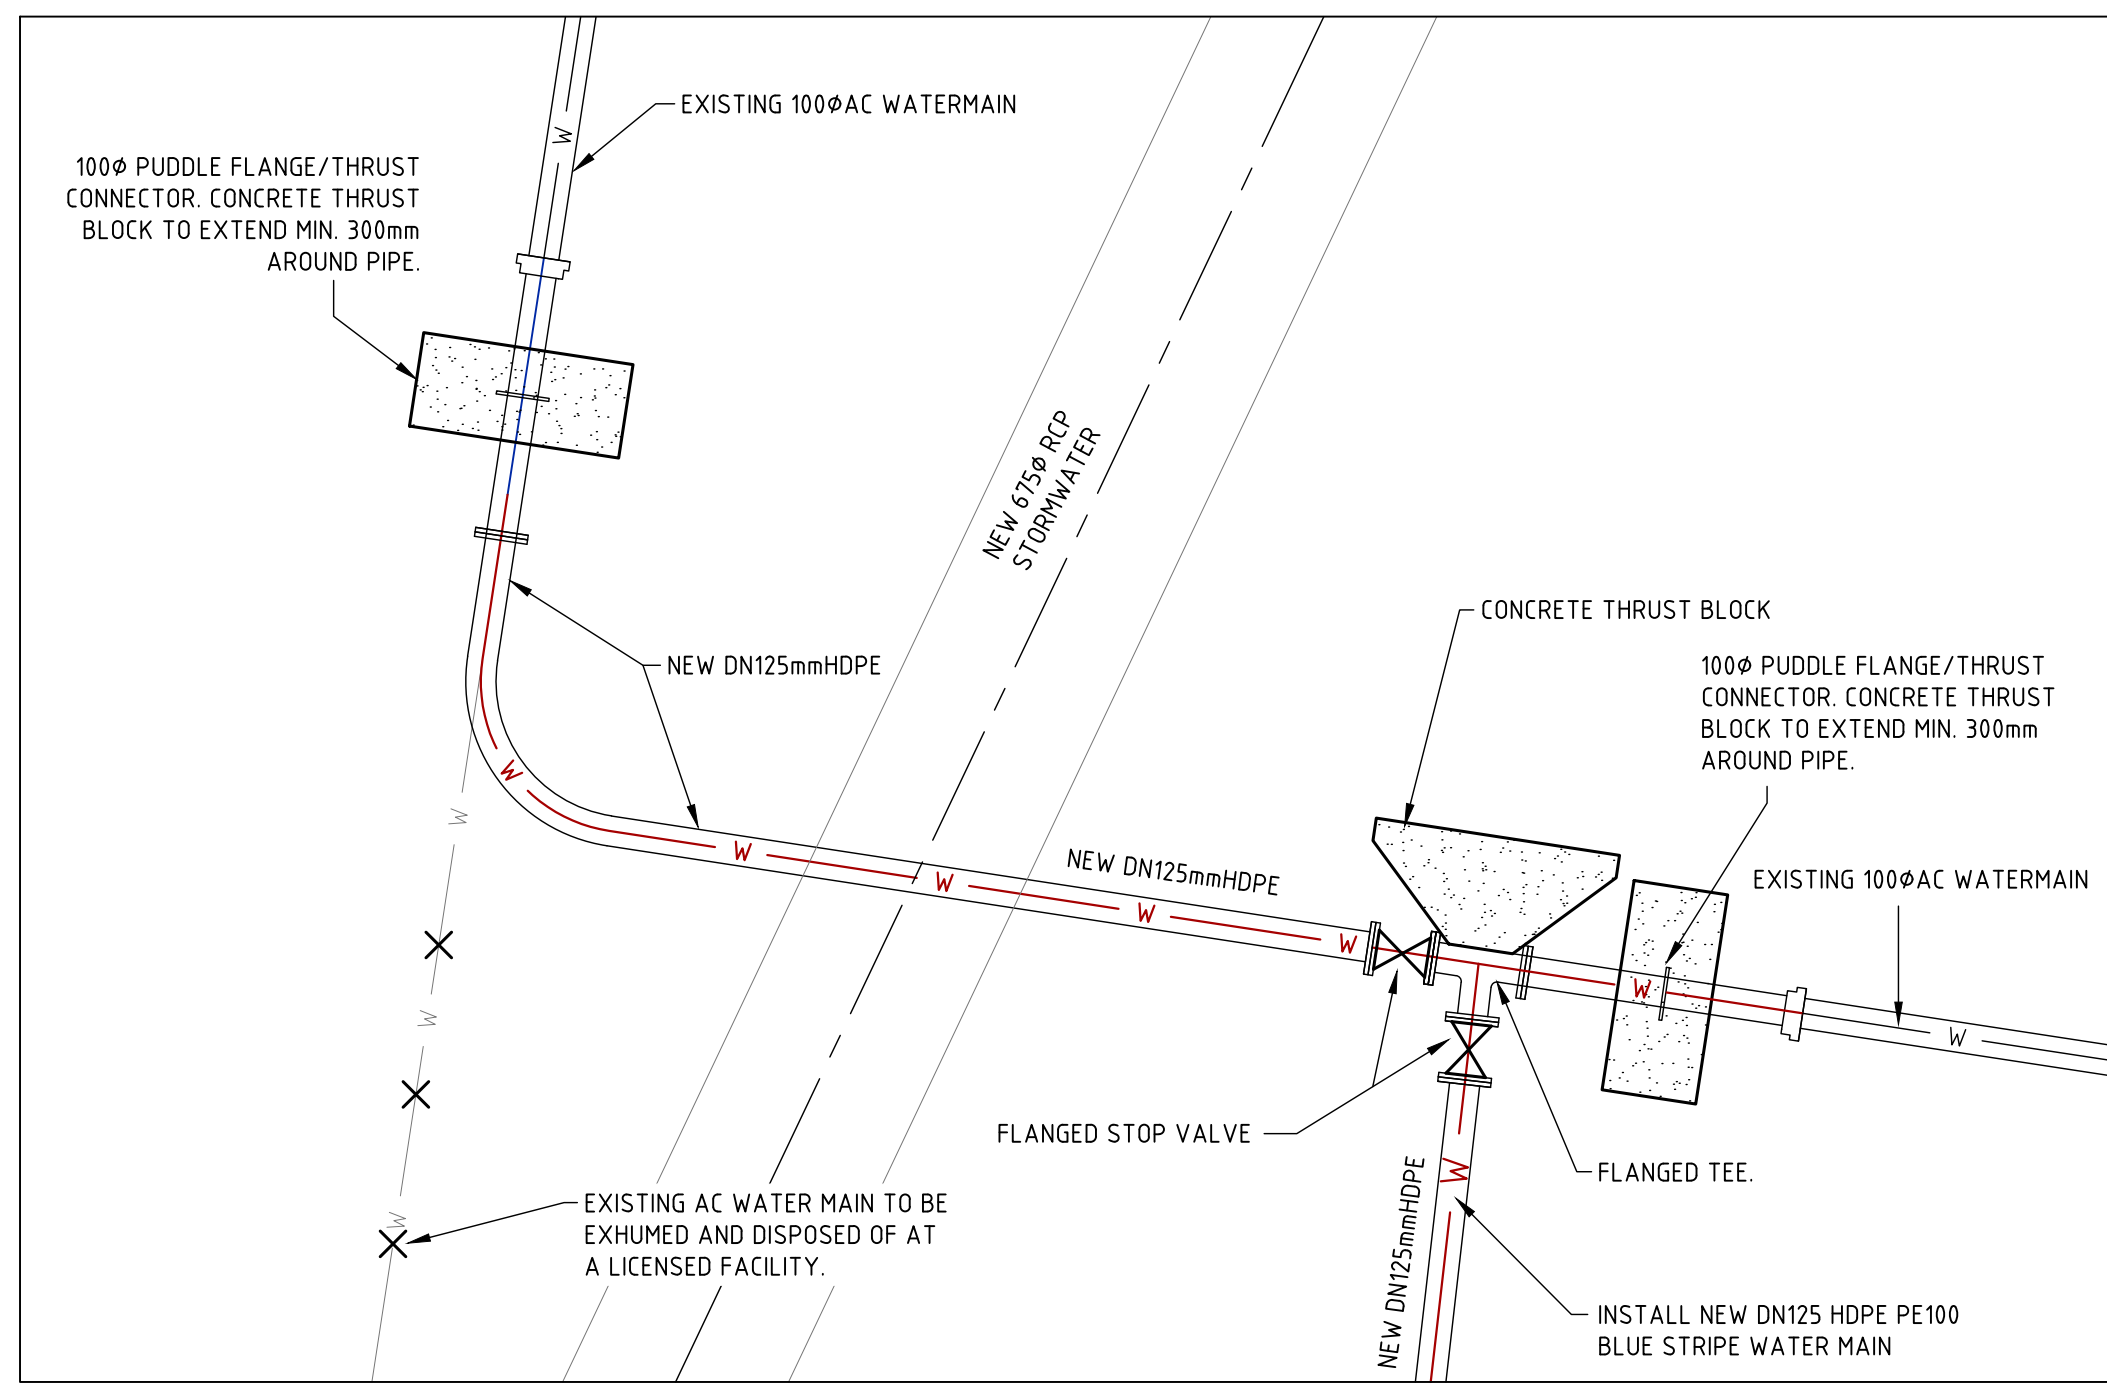 EXISTING 100ØAC WATERMAIN
100Ø PUDDLE FLANGE/THRUST
CONNECTOR. CONCRETE THRUST
BLOCK TO EXTEND MIN. 300mm
AROUND PIPE.
W
NEW 675Ø RCP
STORMWATER
NEW DN125mmHDPE
CONCRETE THRUST BLOCK
100Ø PUDDLE FLANGE/THRUST
CONNECTOR. CONCRETE THRUST
BLOCK TO EXTEND MIN. 300mm
AROUND PIPE.
W
W
W
W
W
W
NEW DN125mmHDPE
EXISTING 100ØAC WATERMAIN
W
W
W
FLANGED STOP VALVE
FLANGED TEE.
W
W
NEW DN125mmHDPE
EXISTING AC WATER MAIN TO BE
EXHUMED AND DISPOSED OF AT
A LICENSED FACILITY.
INSTALL NEW DN125 HDPE PE100
BLUE STRIPE WATER MAIN